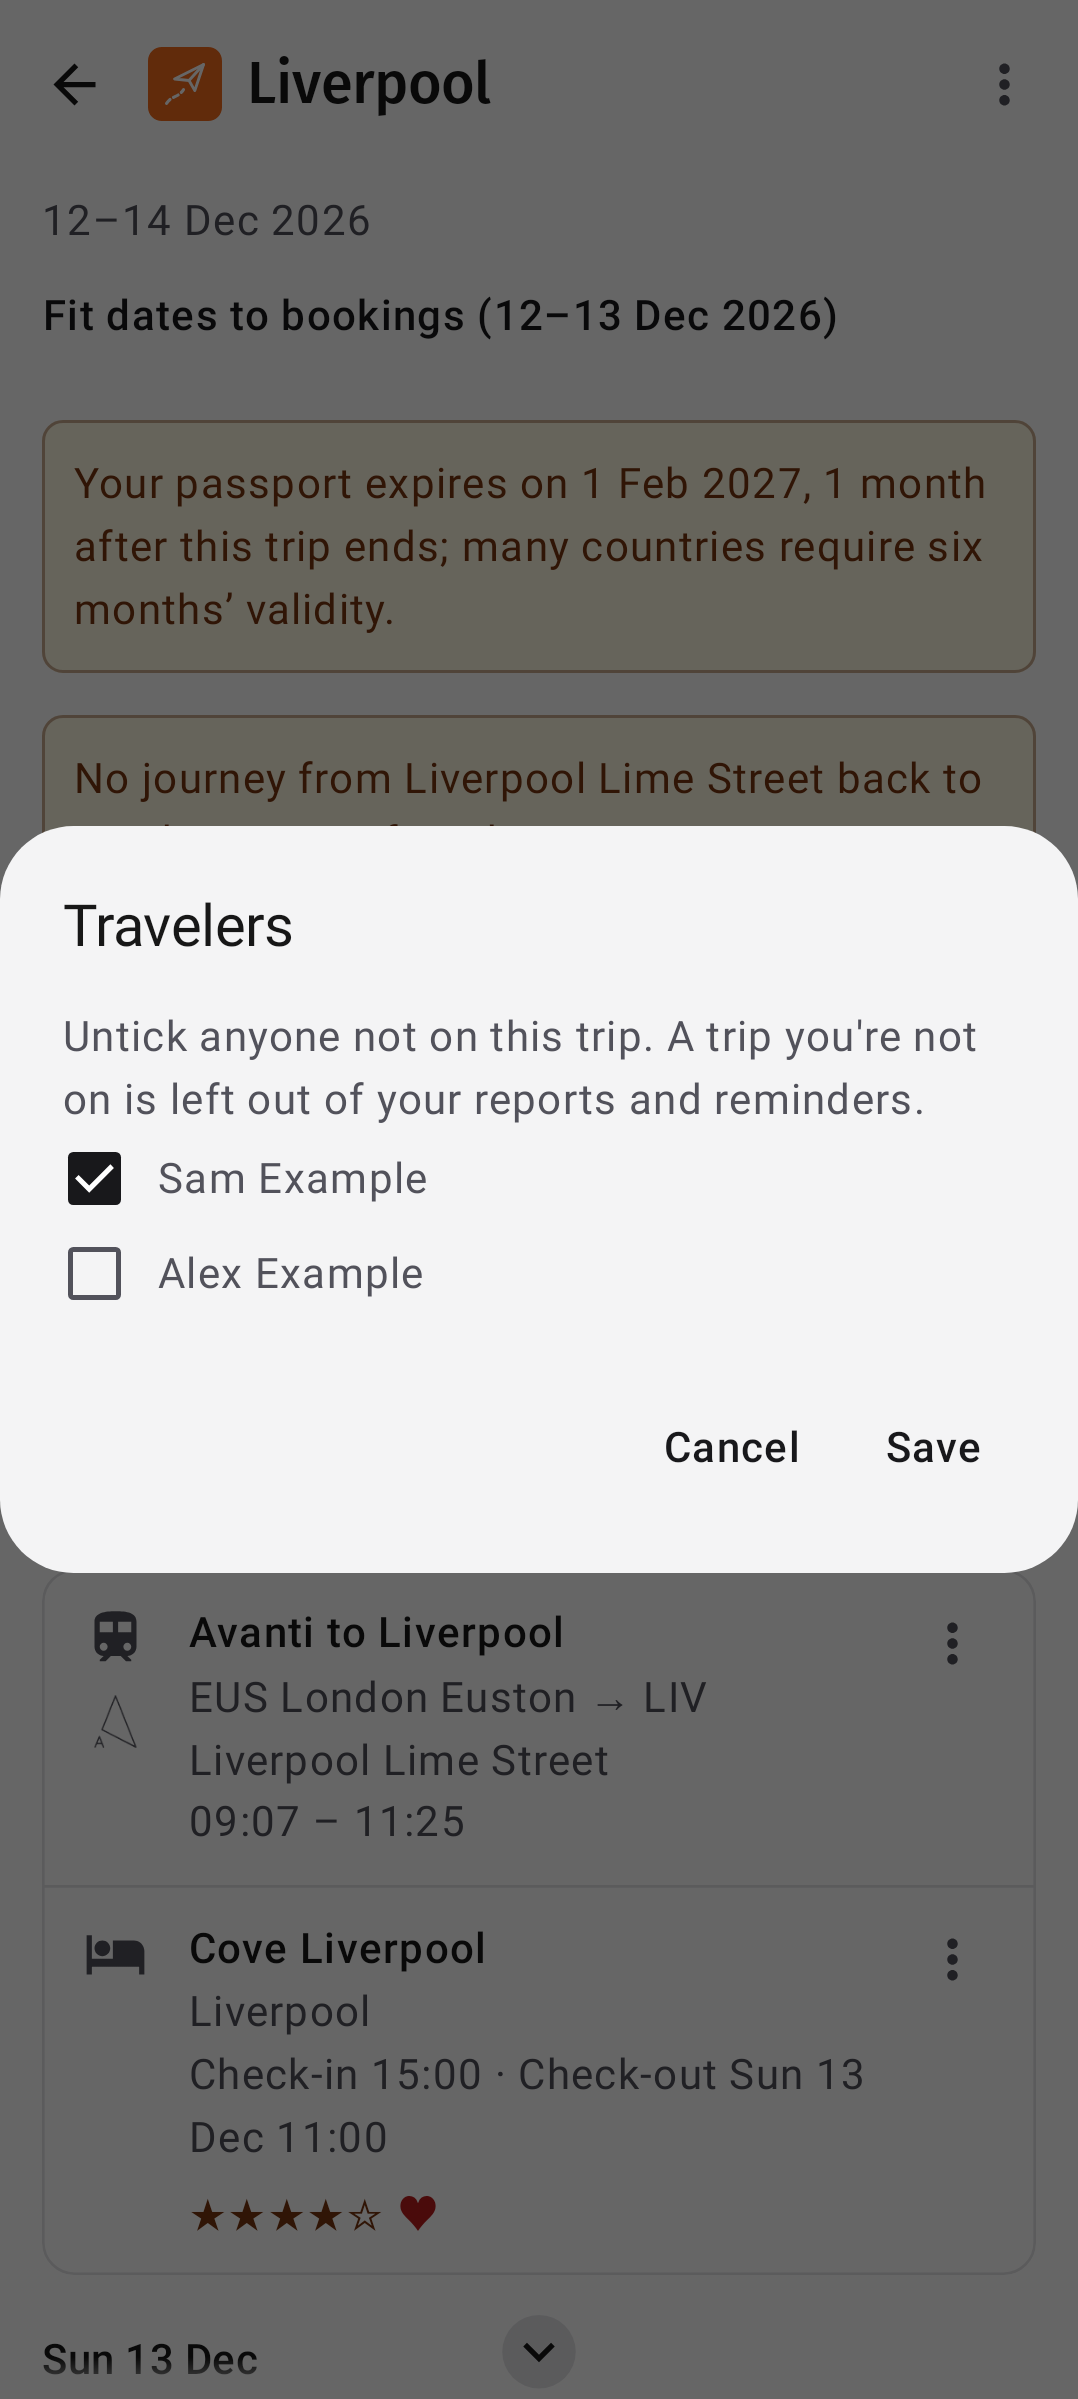 Liverpool
12–14 Dec 2026
Fit dates to bookings (12–13 Dec 2026)
Your passport expires on 1 Feb 2027, 1 month
after this trip ends; many countries require six
months’ validity.
No journey from Liverpool Lime Street back to
Travelers
Untick anyone not on this trip. A trip you're not
on is left out of your reports and reminders.
Sam Example
Alex Example
Cancel Save
Avanti to Liverpool
EUS London Euston → LIV
Liverpool Lime Street
09:07 – 11:25
A
Cove Liverpool
Liverpool
Check-in 15:00 · Check-out Sun 13
Dec 11:00
★★★★☆ ♥
Sun 13 Dec